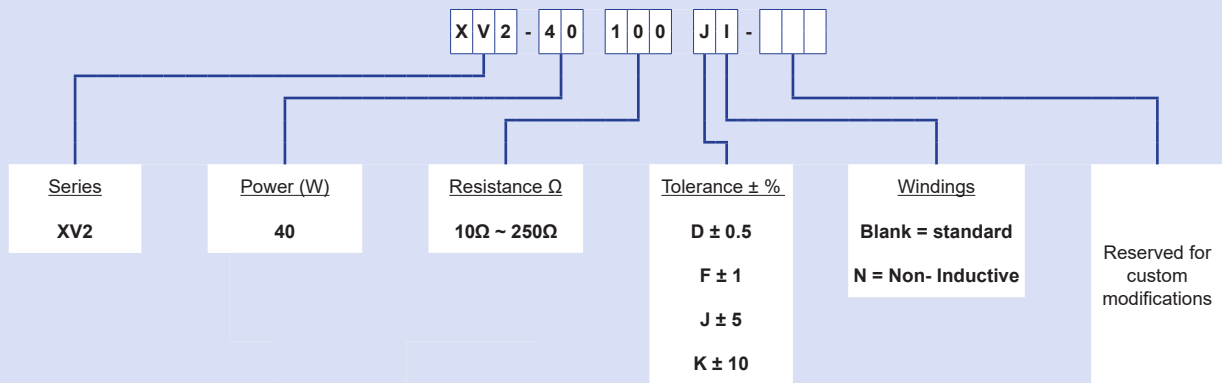 XV2 - 40 100 JI -
Series
XV2
Power (W)
40
Resistance Ω
10Ω ~ 250Ω
Tolerance ± %
D ± 0.5
F ± 1
J ± 5
K ± 10
Windings
Blank = standard
N = Non- Inductive
Reserved for
custom
modifications